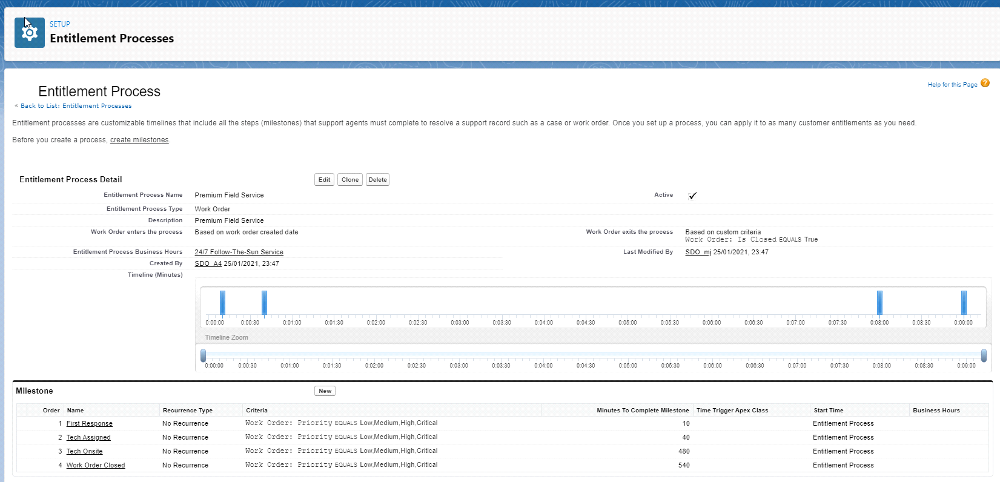 SETUP
Entitlement Processes
Entitlement Process
Help for this Page ?
« Back to List: Entitlement Processes
Entitlement processes are customizable timelines that include all the steps (milestones) that support agents must complete to resolve a support record such as a case or work order. Once you set up a process, you can apply it to as many customer entitlements as you need.
Before you create a process, create milestones.
Entitlement Process Detail Edit Clone Delete
Entitlement Process Name Premium Field Service Active
Entitlement Process Type Work Order
Description Premium Field Service
Work Order enters the process Based on work order created date Work Order exits the process Based on custom criteria
Work Order: Is Closed EQUALS True
Entitlement Process Business Hours 24/7 Follow-The-Sun Service Last Modified By SDO_mj 25/01/2021, 23:47
Created By SDO_A4 25/01/2021, 23:47
Timeline (Minutes)
0:00:00 0:00:30 0:01:00 0:01:30 0:02:00 0:02:30 0:03:00 0:03:30 0:04:00 0:04:30 0:05:00 0:05:30 0:06:00 0:06:30 0:07:00 0:07:30 0:08:00 0:08:30 0:09:00
Timeline Zoom
0:00:00 0:00:30 0:01:00 0:01:30 0:02:00 0:02:30 0:03:00 0:03:30 0:04:00 0:04:30 0:05:00 0:05:30 0:06:00 0:06:30 0:07:00 0:07:30 0:08:00 0:08:30 0:09:00
Milestone New
Order Name Recurrence Type Criteria Minutes To Complete Milestone Time Trigger Apex Class Start Time Business Hours
1 First Response No Recurrence Work Order: Priority EQUALS Low,Medium,High,Critical 10 Entitlement Process
2 Tech Assigned No Recurrence Work Order: Priority EQUALS Low,Medium,High,Critical 40 Entitlement Process
3 Tech Onsite No Recurrence Work Order: Priority EQUALS Low,Medium,High,Critical 480 Entitlement Process
4 Work Order Closed No Recurrence Work Order: Priority EQUALS Low,Medium,High,Critical 540 Entitlement Process